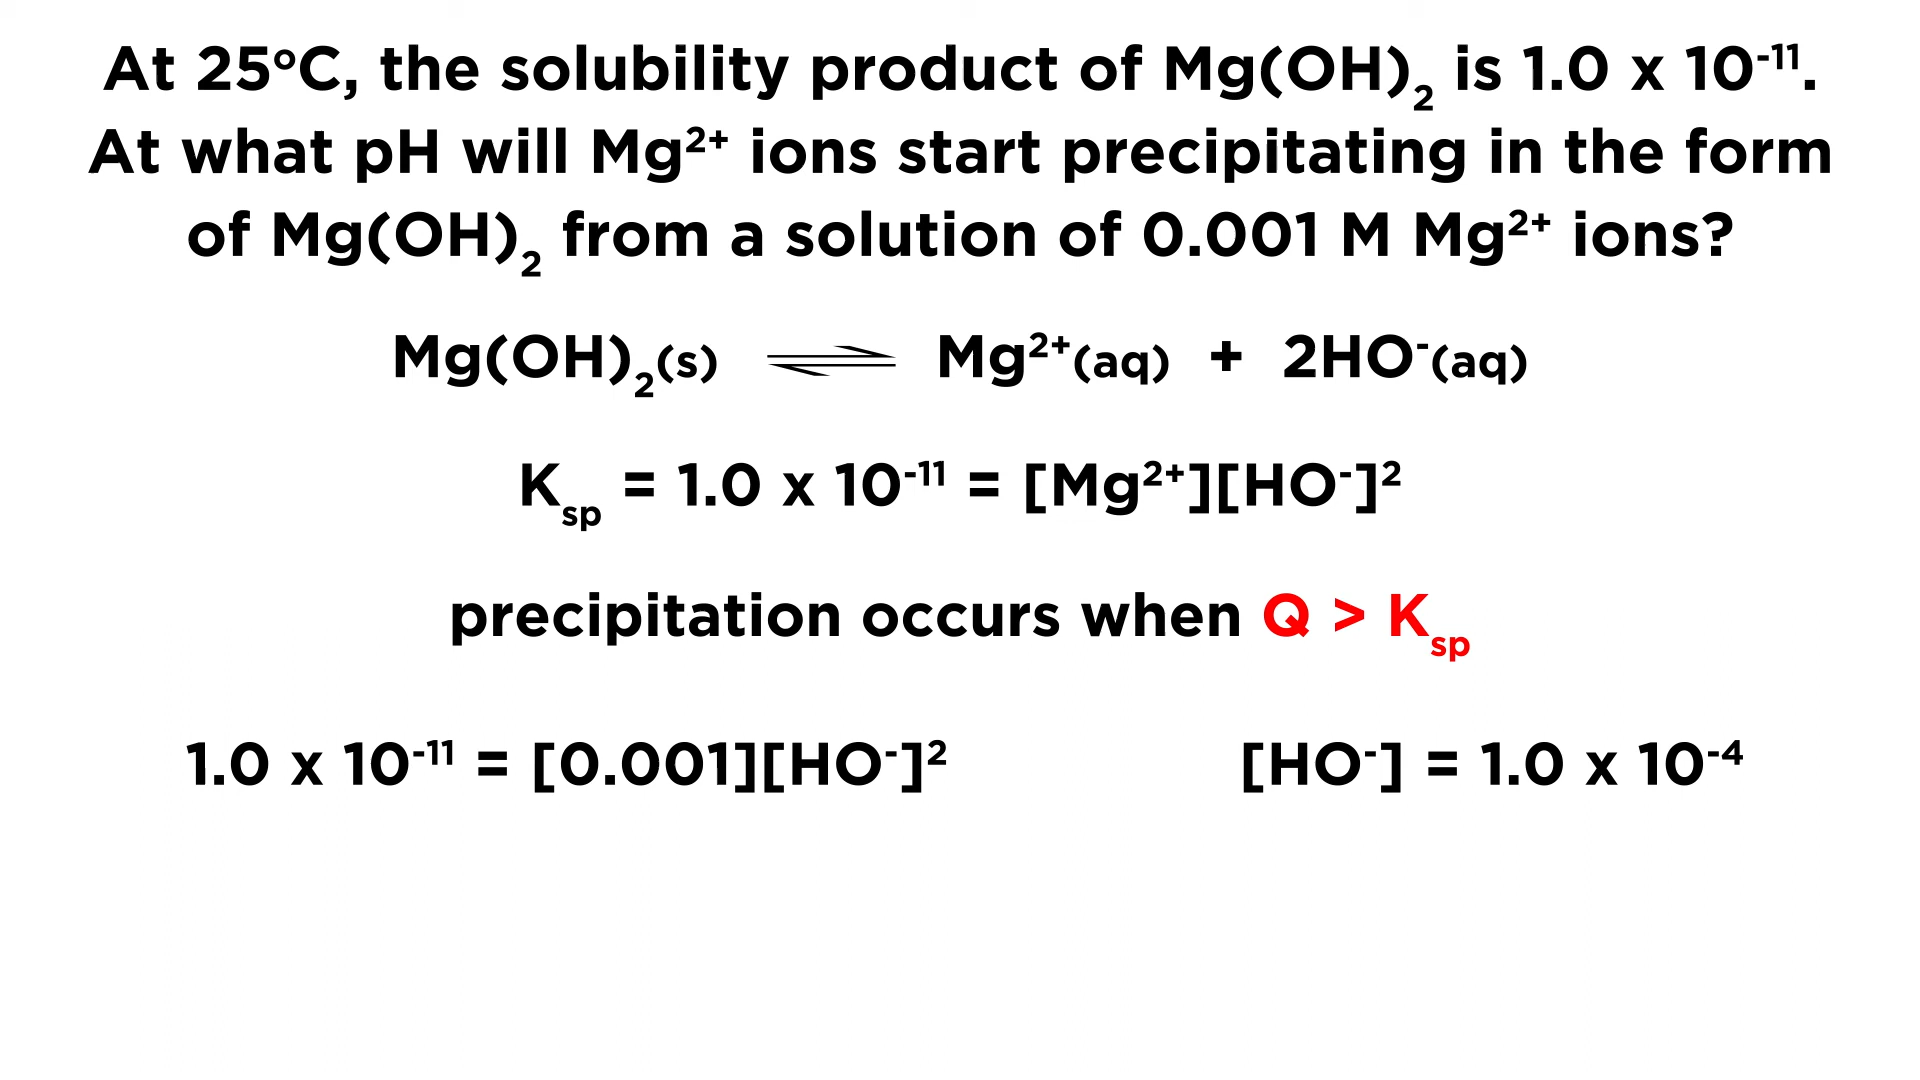 At 25°C, the solubility product of Mg(OH)₂ is 1.0 x 10⁻¹¹.
At what pH will Mg²⁺ ions start precipitating in the form
of Mg(OH)₂ from a solution of 0.001 M Mg²⁺ ions?
Mg(OH)₂(s) ⇌ Mg²⁺(aq) + 2HO⁻(aq)
Kₛₚ = 1.0 x 10⁻¹¹ = [Mg²⁺][HO⁻]²
precipitation occurs when Q > Kₛₚ
1.0 x 10⁻¹¹ = [0.001][HO⁻]² [HO⁻] = 1.0 x 10⁻⁴